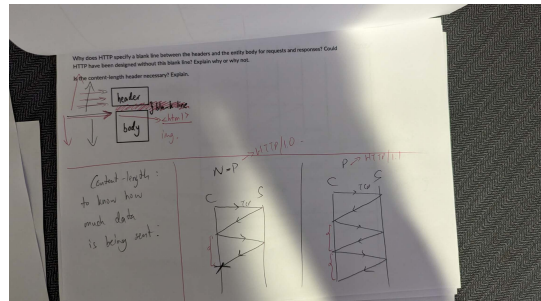 Why does HTTP specify a blank line between the headers and the entity body for requests and responses? Could
HTTP have been designed without this blank line? Explain why or why not.
Is the content-length header necessary? Explain.
header
line
body
<html>
N-P
HTTP/1.0
P
HTTP/1.1
Content-length:
to know how
much data
is being sent:
C S
TCP
C S
TCP